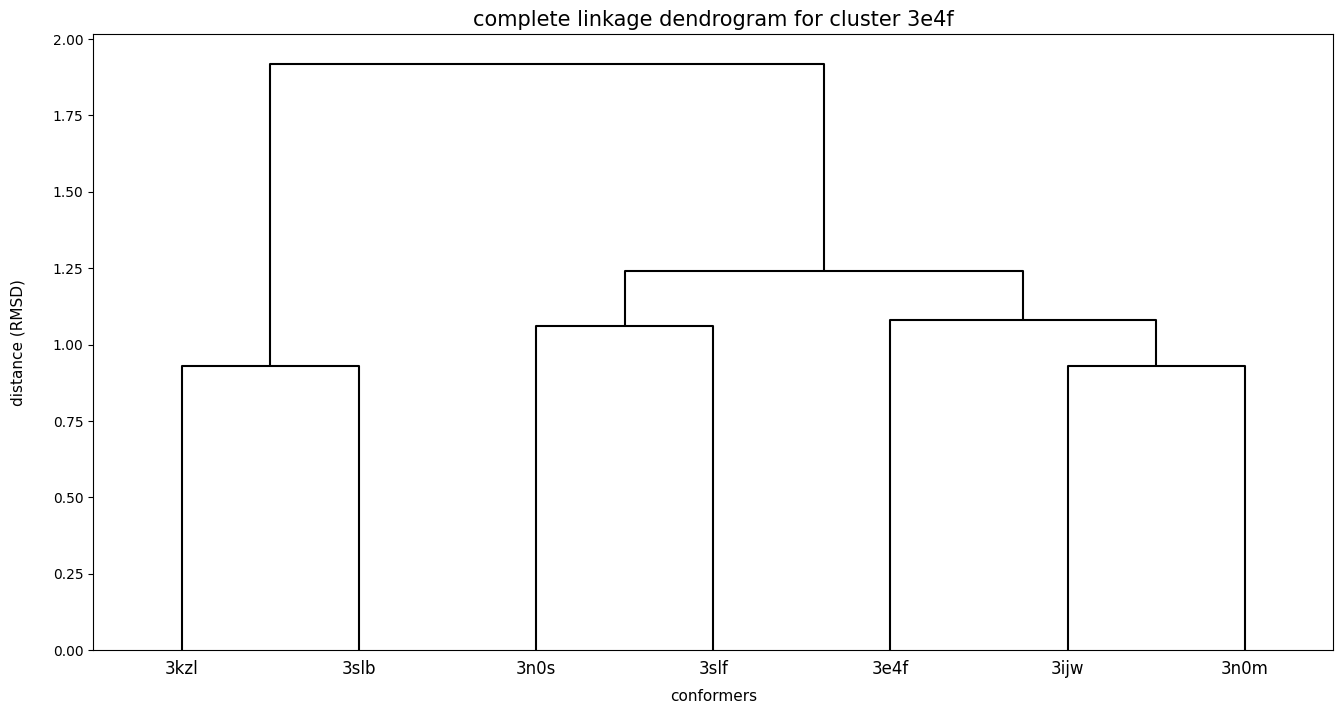 complete linkage dendrogram for cluster 3e4f
2.00
1.75
1.50
1.25
1.00
0.75
0.50
0.25
0.00
distance (RMSD)
3kzl 3slb 3n0s 3slf 3e4f 3ijw 3n0m
conformers